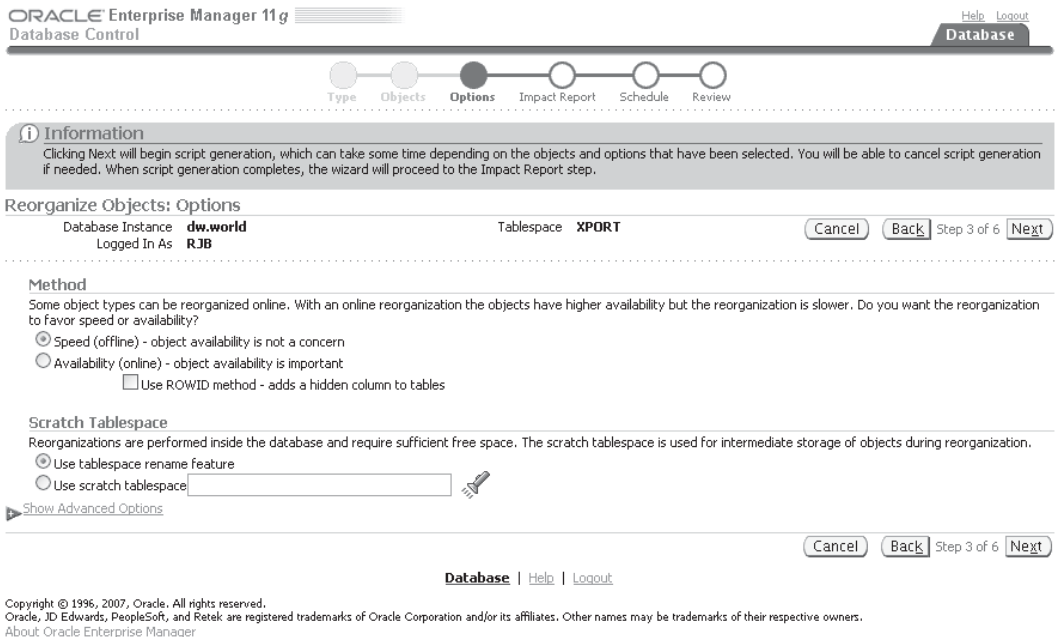 ORACLE Enterprise Manager 11g
Database Control
Help Logout
Database
Type Objects Options Impact Report Schedule Review
Information
Clicking Next will begin script generation, which can take some time depending on the objects and options that have been selected. You will be able to cancel script generation
if needed. When script generation completes, the wizard will proceed to the Impact Report step.
Reorganize Objects: Options
Database Instance dw.world Tablespace XPORT
Logged In As RJB
Cancel Back Step 3 of 6 Next
Method
Some object types can be reorganized online. With an online reorganization the objects have higher availability but the reorganization is slower. Do you want the reorganization
to favor speed or availability?
Speed (offline) - object availability is not a concern
Availability (online) - object availability is important
Use ROWID method - adds a hidden column to tables
Scratch Tablespace
Reorganizations are performed inside the database and require sufficient free space. The scratch tablespace is used for intermediate storage of objects during reorganization.
Use tablespace rename feature
Use scratch tablespace
Show Advanced Options
Cancel Back Step 3 of 6 Next
Database | Help | Logout
Copyright © 1996, 2007, Oracle. All rights reserved.
Oracle, JD Edwards, PeopleSoft, and Retek are registered trademarks of Oracle Corporation and/or its affiliates. Other names may be trademarks of their respective owners.
About Oracle Enterprise Manager